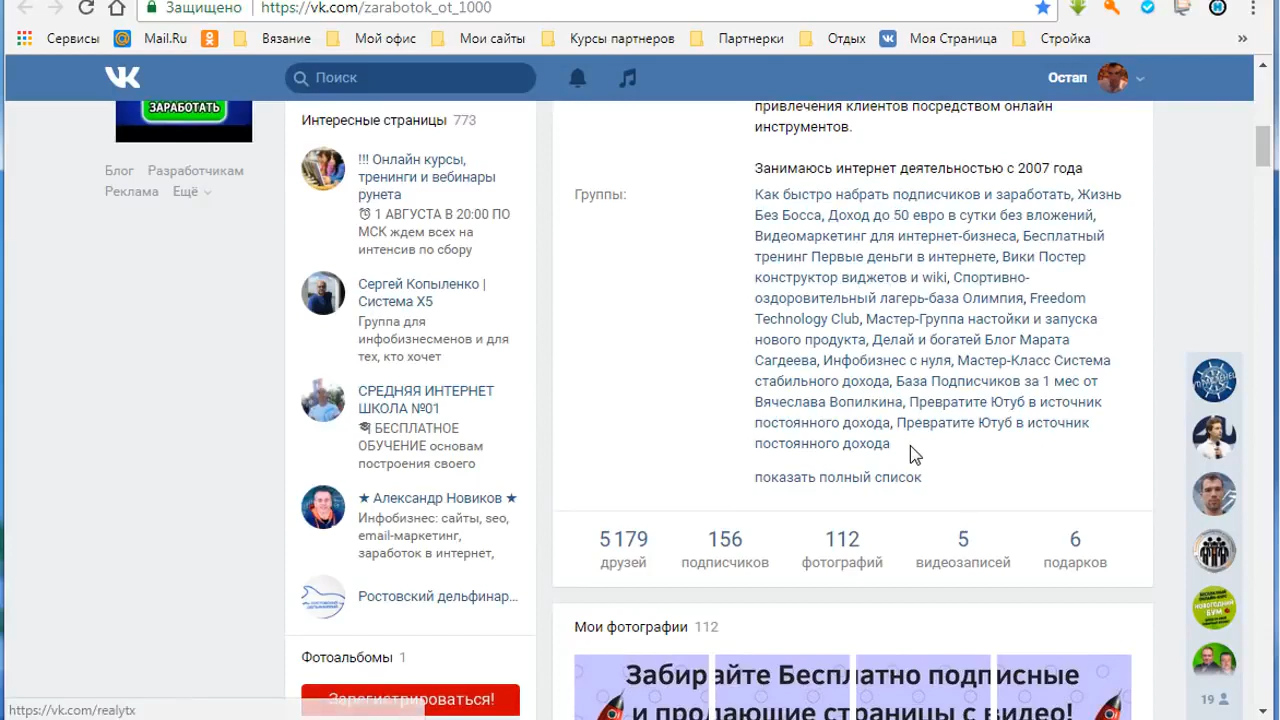 Защищено
https://vk.com/zarabotok_ot_1000
Сервисы
Mail.Ru
Вязание
Мой офис
Мои сайты
Курсы партнеров
Партнерки
Отдых
Моя Страница
Стройка
»
Поиск
Остап
ЗАРАБОТАТЬ
Блог Разработчикам
Реклама Ещё
Интересные страницы 773
!!! Онлайн курсы,
тренинги и вебинары
рунета
1 АВГУСТА В 20:00 ПО
МСК ждем всех на
интенсив по сбору
Сергей Копыленко |
Система X5
Группа для
инфобизнесменов и для
тех, кто хочет
СРЕДНЯЯ ИНТЕРНЕТ
ШКОЛА №01
БЕСПЛАТНОЕ
ОБУЧЕНИЕ основам
построения своего
★ Александр Новиков ★
Инфобизнес: сайты, seo,
email-маркетинг,
заработок в интернет,
Ростовский дельфинар...
Фотоальбомы 1
Зарегистрироваться!
привлечения клиентов посредством онлайн
инструментов.
Занимаюсь интернет деятельностью с 2007 года
Группы:
Как быстро набрать подписчиков и заработать, Жизнь
Без Босса, Доход до 50 евро в сутки без вложений,
Видеомаркетинг для интернет-бизнеса, Бесплатный
тренинг Первые деньги в интернете, Вики Постер
конструктор виджетов и wiki, Спортивно-
оздоровительный лагерь-база Олимпия, Freedom
Technology Club, Мастер-Группа настойки и запуска
нового продукта, Делай и богатей Блог Марата
Сагдеева, Инфобизнес с нуля, Мастер-Класс Система
стабильного дохода, База Подписчиков за 1 мес от
Вячеслава Вопилкина, Превратите Ютуб в источник
постоянного дохода, Превратите Ютуб в источник
постоянного дохода
показать полный список
5 179 156 112 5 6
друзей подписчиков фотографий видеозаписей подарков
Мои фотографии 112
Забирайте Бесплатно подписные
и продающие страницы с видео!
НОВОГОДНИЙ
БУМ
19
https://vk.com/realytx